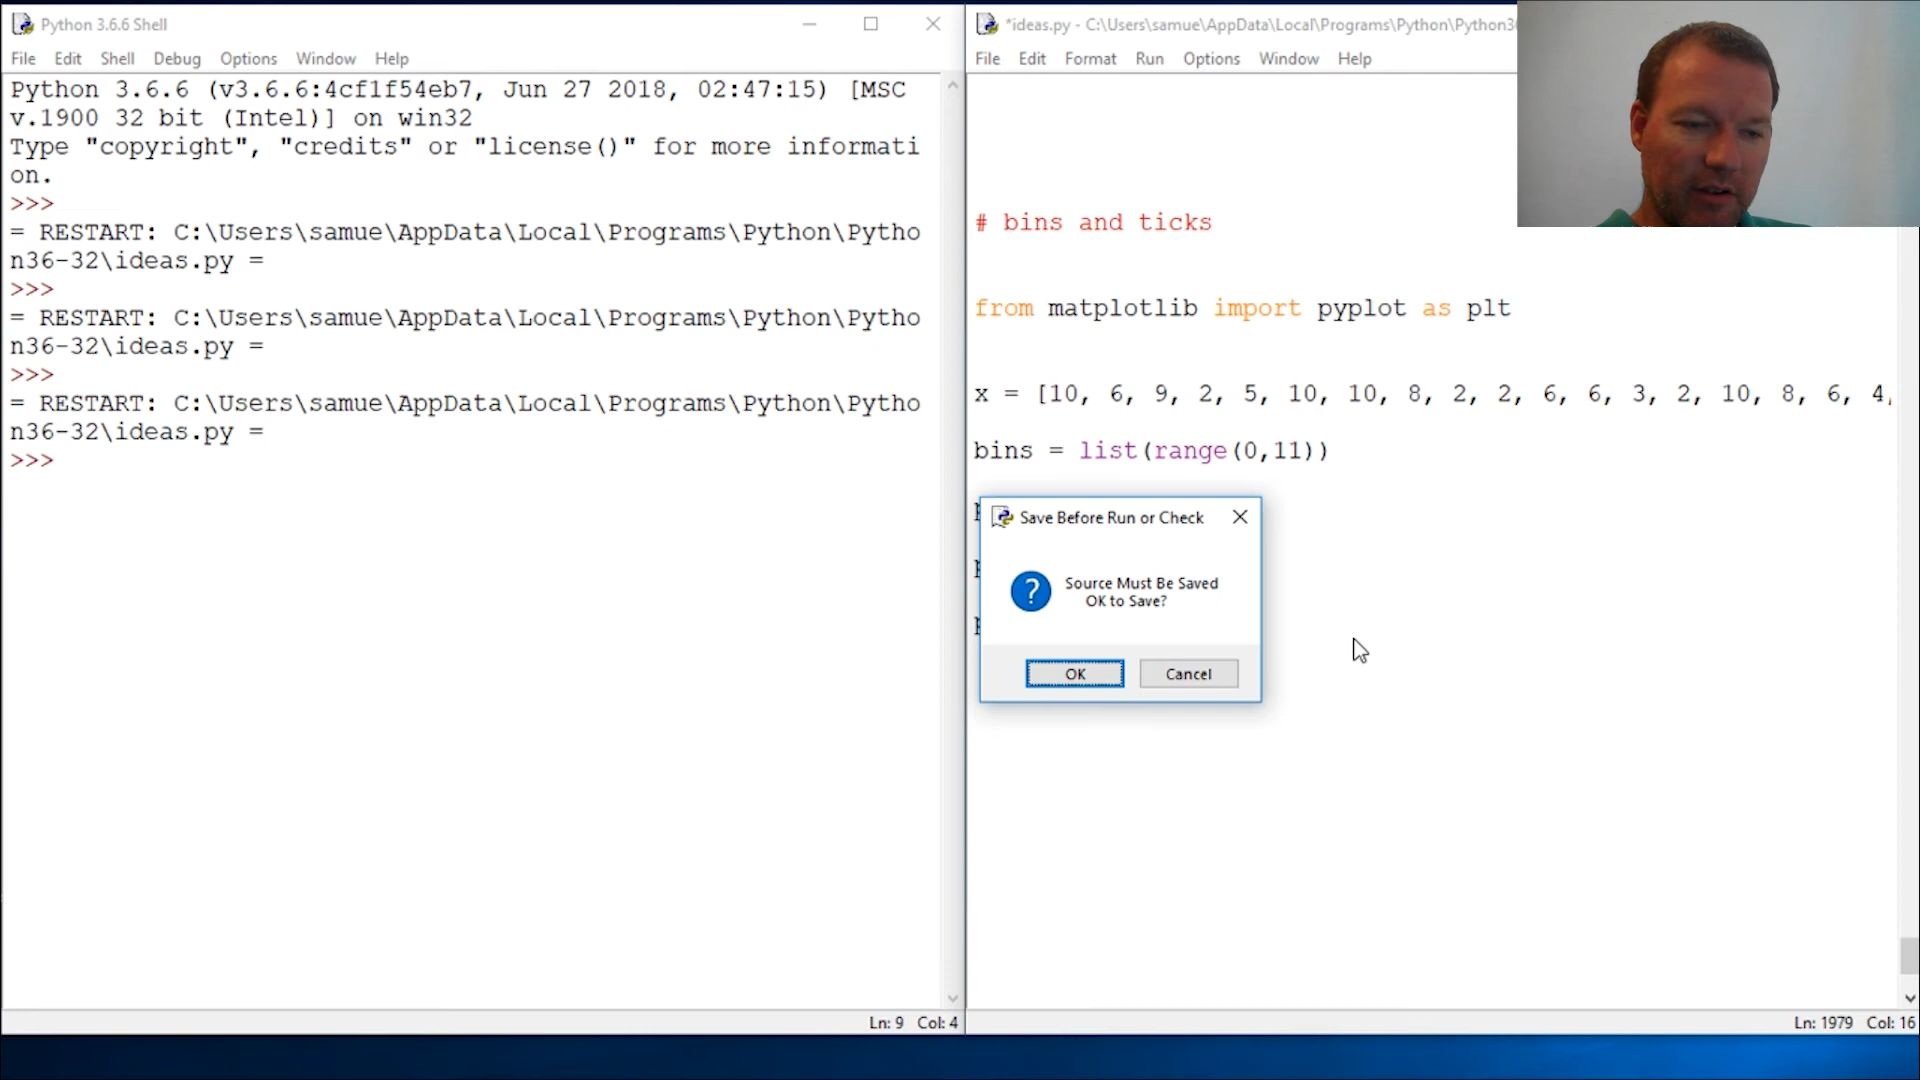 Python 3.6.6 Shell
File Edit Shell Debug Options Window Help
Python 3.6.6 (v3.6.6:4cf1f54eb7, Jun 27 2018, 02:47:15) [MSC
v.1900 32 bit (Intel)] on win32
Type "copyright", "credits" or "license()" for more informati
on.
>>>
= RESTART: C:\Users\samue\AppData\Local\Programs\Python\Pytho
n36-32\ideas.py =
>>>
= RESTART: C:\Users\samue\AppData\Local\Programs\Python\Pytho
n36-32\ideas.py =
>>>
= RESTART: C:\Users\samue\AppData\Local\Programs\Python\Pytho
n36-32\ideas.py =
>>>
Ln: 9 Col: 4
*ideas.py - C:\Users\samue\AppData\Local\Programs\Python\Python3
File Edit Format Run Options Window Help
# bins and ticks
from matplotlib import pyplot as plt
x = [10, 6, 9, 2, 5, 10, 10, 8, 2, 2, 6, 6, 3, 2, 10, 8, 6, 4,
bins = list(range(0,11))
Save Before Run or Check
Source Must Be Saved
OK to Save?
OK Cancel
Ln: 1979 Col: 16